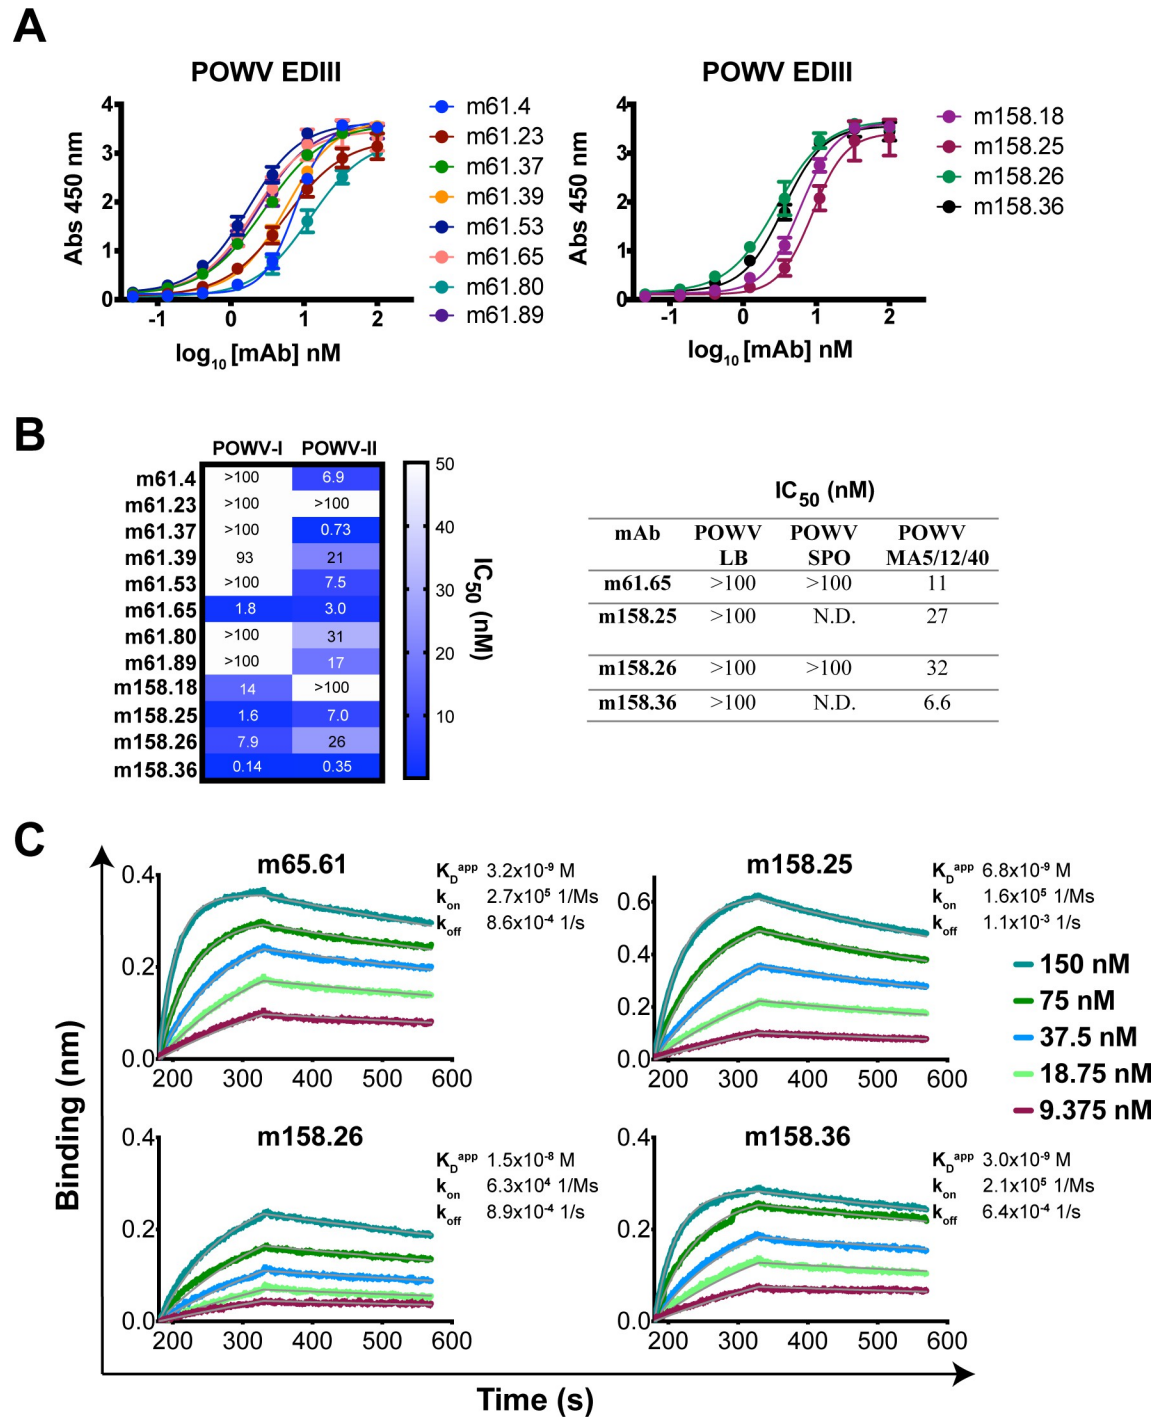 A
POWV EDIII
4
3
2
1
0
Abs 450 nm
-1 0 1 2
log10 [mAb] nM
m61.4
m61.23
m61.37
m61.39
m61.53
m61.65
m61.80
m61.89
POWV EDIII
4
3
2
1
0
Abs 450 nm
-1 0 1 2
log10 [mAb] nM
m158.18
m158.25
m158.26
m158.36
B
POWV-I POWV-II
m61.4 >100 6.9
m61.23 >100 >100
m61.37 >100 0.73
m61.39 93 21
m61.53 >100 7.5
m61.65 1.8 3.0
m61.80 >100 31
m61.89 >100 17
m158.18 14 >100
m158.25 1.6 7.0
m158.26 7.9 26
m158.36 0.14 0.35
50
40
30
20
10
IC50 (nM)
IC50 (nM)
mAb POWV LB POWV SPO POWV MA5/12/40
m61.65 >100 >100 11
m158.25 >100 N.D. 27
m158.26 >100 >100 32
m158.36 >100 N.D. 6.6
C
Binding (nm)
m65.61
KDapp 3.2x10-9 M
kon 2.7x105 1/Ms
koff 8.6x10-4 1/s
0.4
0.2
0.0
200 300 400 500 600
m158.25
KDapp 6.8x10-9 M
kon 1.6x105 1/Ms
koff 1.1x10-3 1/s
0.6
0.4
0.2
0.0
200 300 400 500 600
150 nM
75 nM
37.5 nM
18.75 nM
9.375 nM
m158.26
KDapp 1.5x10-8 M
kon 6.3x104 1/Ms
koff 8.9x10-4 1/s
0.4
0.2
0.0
200 300 400 500 600
m158.36
KDapp 3.0x10-9 M
kon 2.1x105 1/Ms
koff 6.4x10-4 1/s
0.4
0.2
0.0
200 300 400 500 600
Time (s)